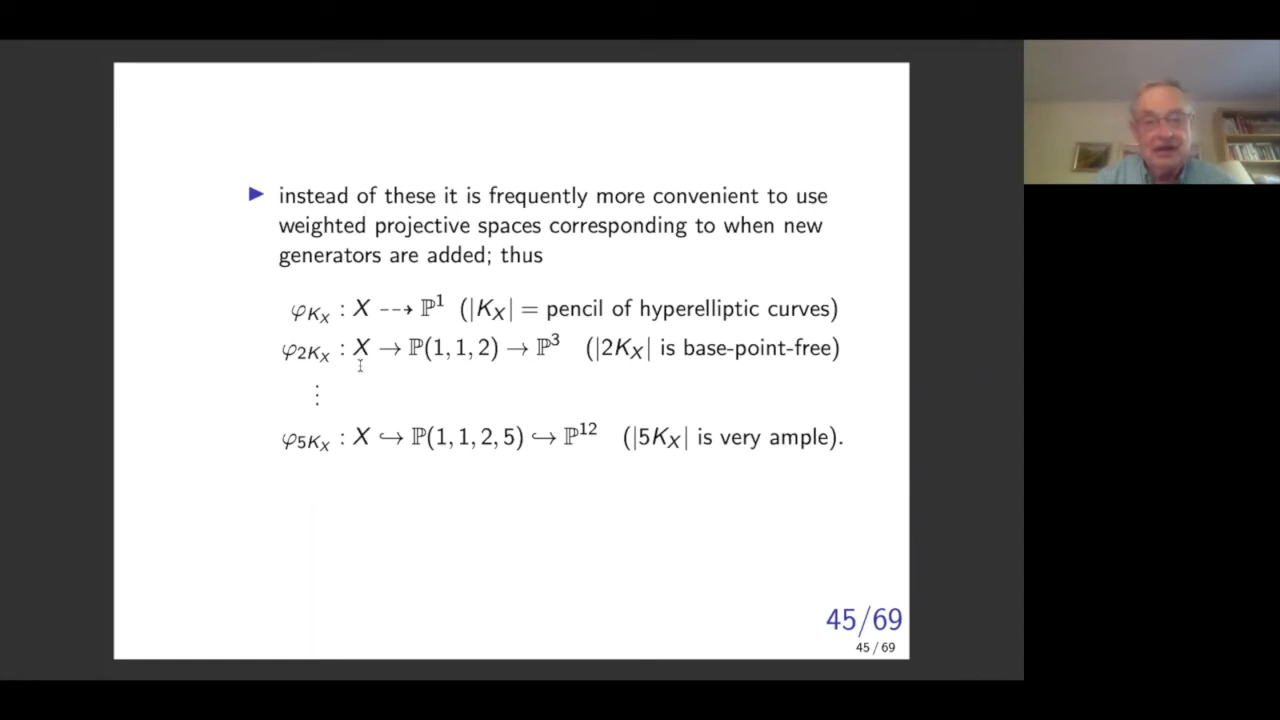 ▶ instead of these it is frequently more convenient to use
weighted projective spaces corresponding to when new
generators are added; thus
φ_{K_X} : X ⇢ ℙ¹ (|K_X| = pencil of hyperelliptic curves)
φ_{2K_X} : X → ℙ(1, 1, 2) → ℙ³ (|2K_X| is base-point-free)
⋮
φ_{5K_X} : X ↪ ℙ(1, 1, 2, 5) ↪ ℙ¹² (|5K_X| is very ample).
45/69
45 / 69